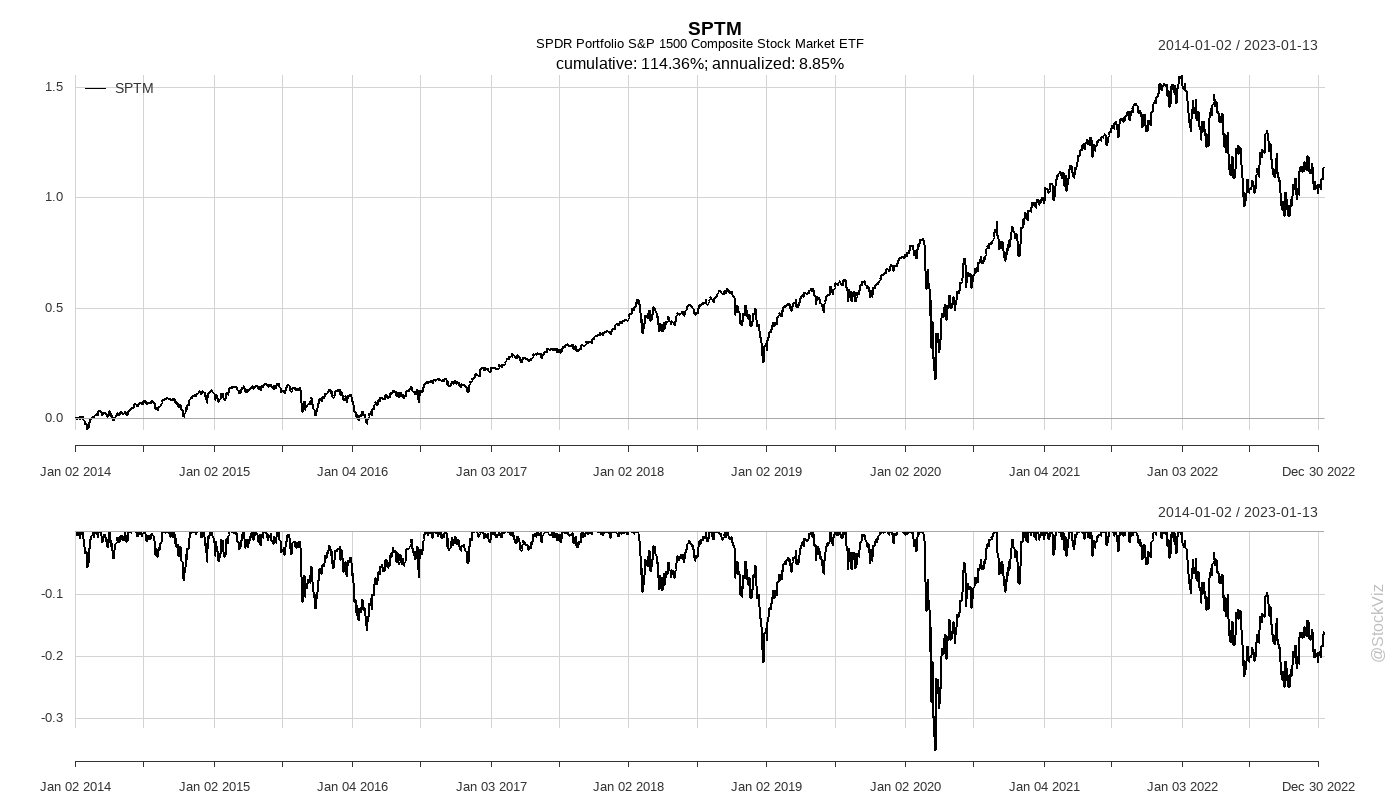 SPTM
SPDR Portfolio S&P 1500 Composite Stock Market ETF
cumulative: 114.36%; annualized: 8.85%
2014-01-02 / 2023-01-13
SPTM
1.5
1.0
0.5
0.0
Jan 02 2014 Jan 02 2015 Jan 04 2016 Jan 03 2017 Jan 02 2018 Jan 02 2019 Jan 02 2020 Jan 04 2021 Jan 03 2022 Dec 30 2022
2014-01-02 / 2023-01-13
-0.1
-0.2
-0.3
Jan 02 2014 Jan 02 2015 Jan 04 2016 Jan 03 2017 Jan 02 2018 Jan 02 2019 Jan 02 2020 Jan 04 2021 Jan 03 2022 Dec 30 2022
@StockViz